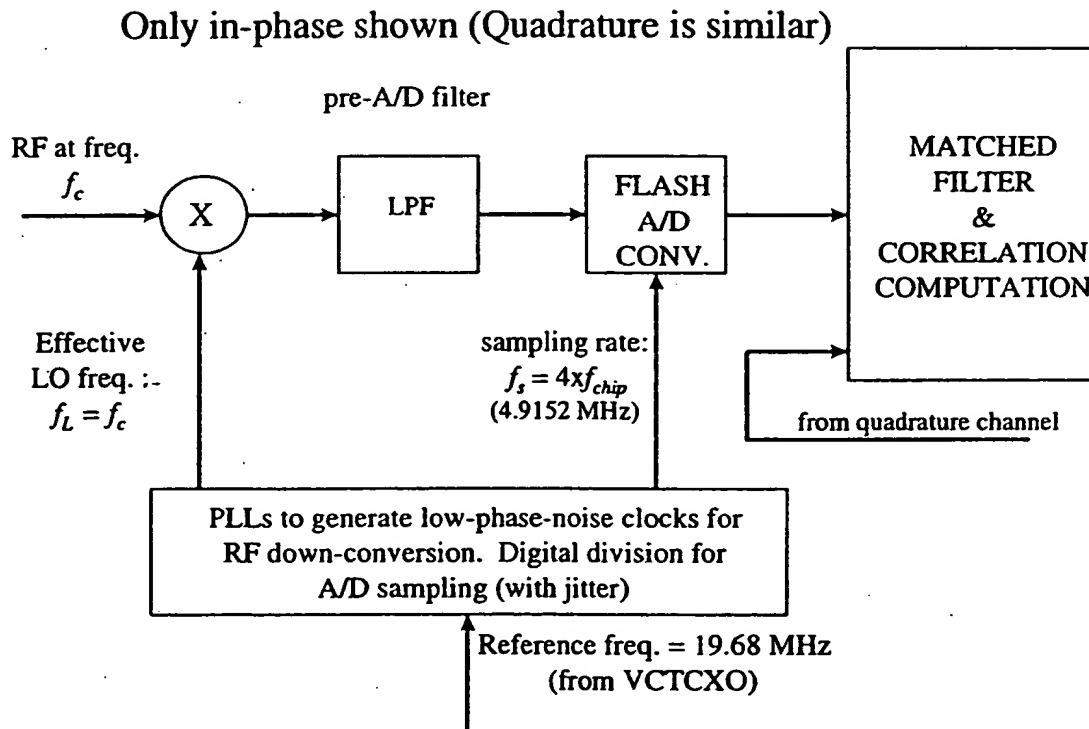 Only in-phase shown (Quadrature is similar)
pre-A/D filter
RF at freq.
f_c
X
LPF
FLASH
A/D
CONV.
MATCHED
FILTER
&
CORRELATION
COMPUTATION
Effective
LO freq. :-
f_L = f_c
sampling rate:
f_s = 4xf_chip
(4.9152 MHz)
from quadrature channel
PLLs to generate low-phase-noise clocks for
RF down-conversion. Digital division for
A/D sampling (with jitter)
Reference freq. = 19.68 MHz
(from VCTCXO)